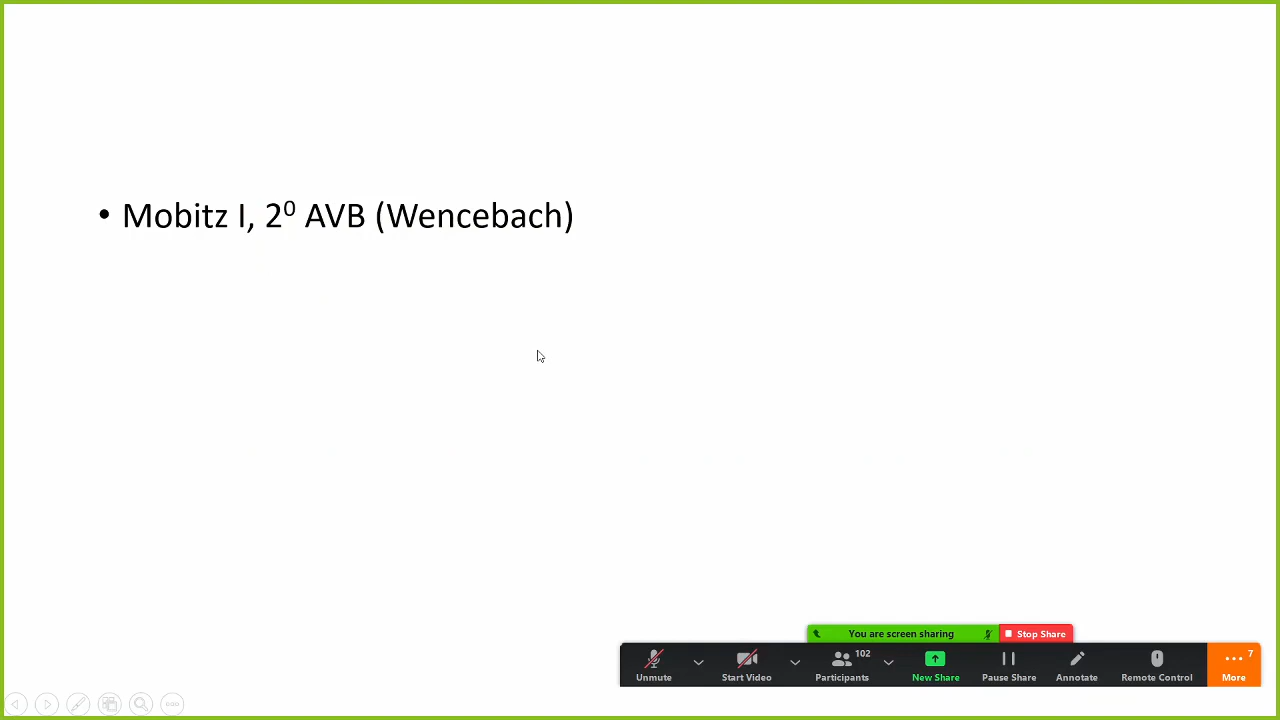 • Mobitz I, 2⁰ AVB (Wencebach)
You are screen sharing
Stop Share
102
7
Unmute
Start Video
Participants
New Share
Pause Share
Annotate
Remote Control
More